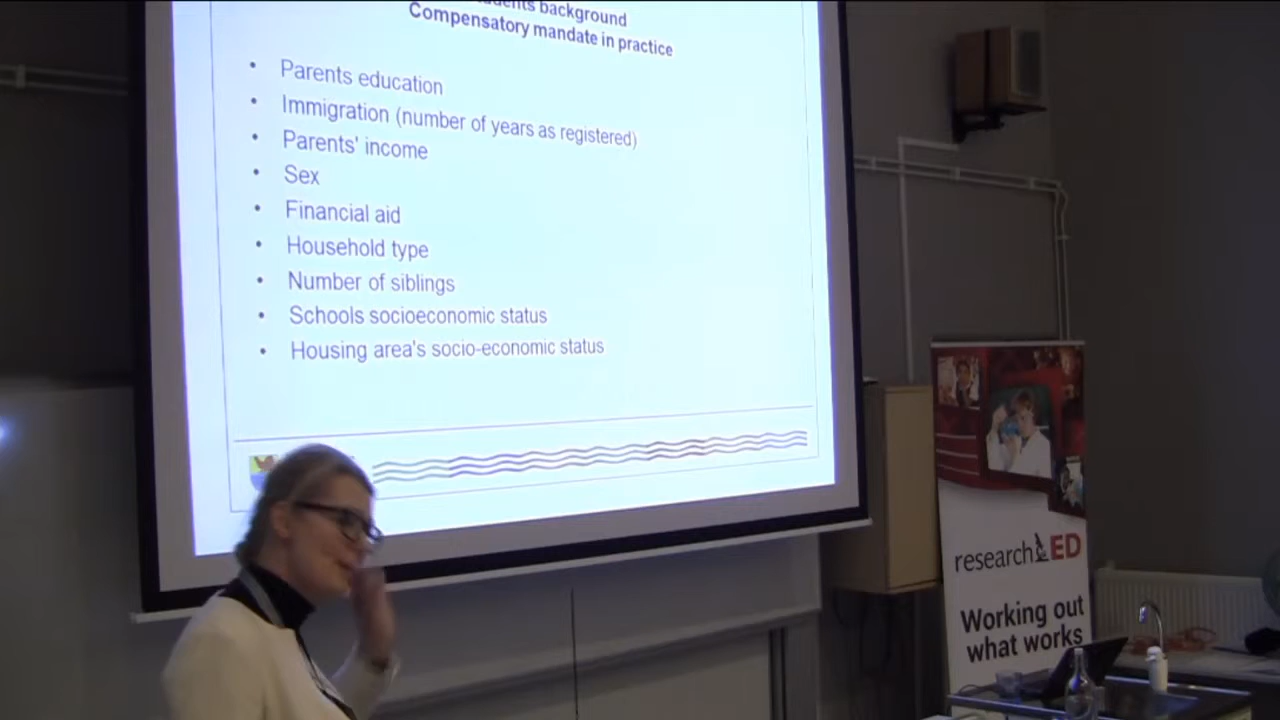 background
Compensatory mandate in practice
• Parents education
• Immigration (number of years as registered)
• Parents' income
• Sex
• Financial aid
• Household type
• Number of siblings
• Schools socioeconomic status
• Housing area's socio-economic status
researchED
Working out
what works